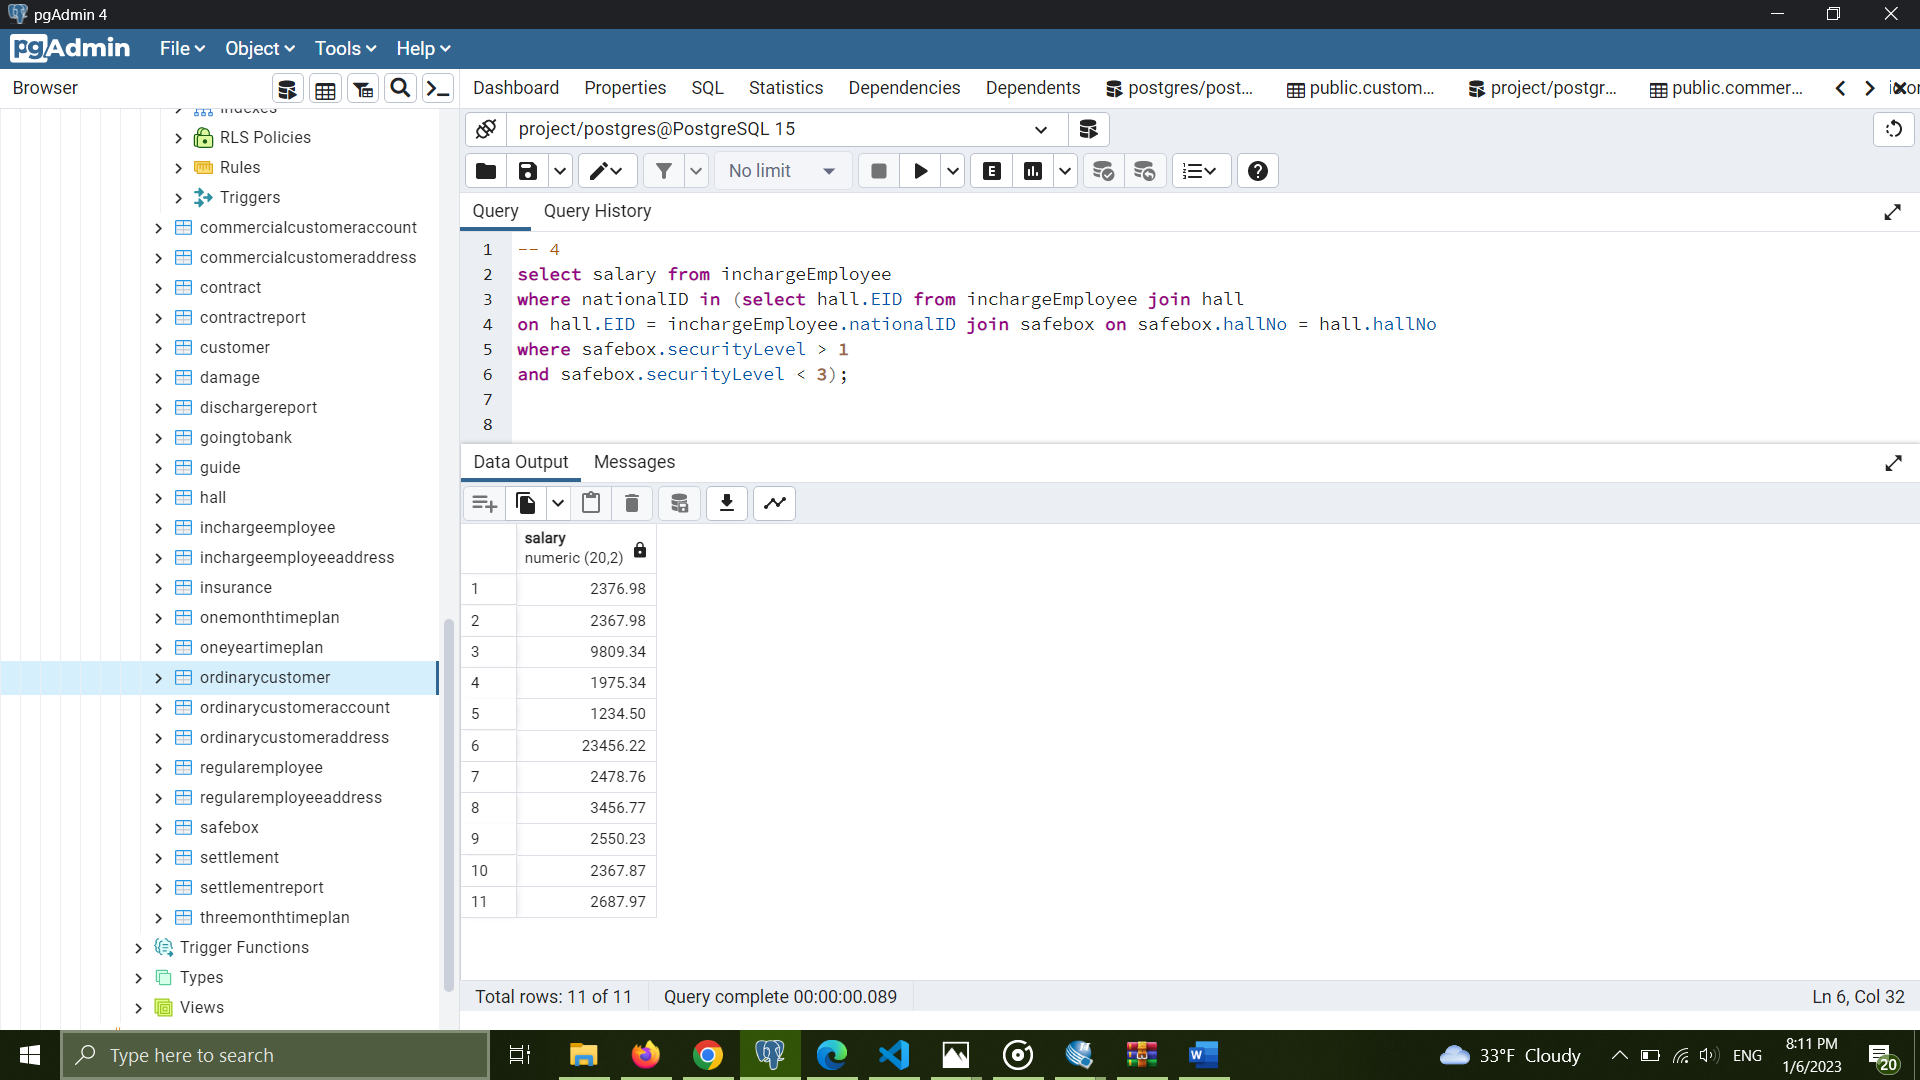 pgAdmin 4
pgAdmin File Object Tools Help
Browser
Dashboard Properties SQL Statistics Dependencies Dependents postgres/post... public.custom... project/postgr... public.commer...
Indexes
RLS Policies
Rules
Triggers
commercialcustomeraccount
commercialcustomeraddress
contract
contractreport
customer
damage
dischargereport
goingtobank
guide
hall
inchargeemployee
inchargeemployeeaddress
insurance
onemonthtimeplan
oneyeartimeplan
ordinarycustomer
ordinarycustomeraccount
ordinarycustomeraddress
regularemployee
regularemployeeaddress
safebox
settlement
settlementreport
threemonthtimeplan
Trigger Functions
Types
Views
project/postgres@PostgreSQL 15
No limit
E
Query Query History
1 -- 4
2 select salary from inchargeEmployee
3 where nationalID in (select hall.EID from inchargeEmployee join hall
4 on hall.EID = inchargeEmployee.nationalID join safebox on safebox.hallNo = hall.hallNo
5 where safebox.securityLevel > 1
6 and safebox.securityLevel < 3);
7
8
Data Output Messages
salary
numeric (20,2)
1 2376.98
2 2367.98
3 9809.34
4 1975.34
5 1234.50
6 23456.22
7 2478.76
8 3456.77
9 2550.23
10 2367.87
11 2687.97
Total rows: 11 of 11 Query complete 00:00:00.089 Ln 6, Col 32
Type here to search
33°F Cloudy
ENG
8:11 PM
1/6/2023
20